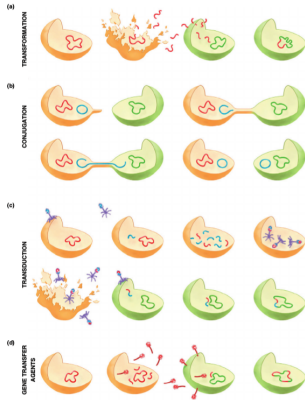 (a)
TRANSFORMATION
(b)
CONJUGATION
(c)
TRANSDUCTION
(d)
GENE TRANSFER
AGENTS